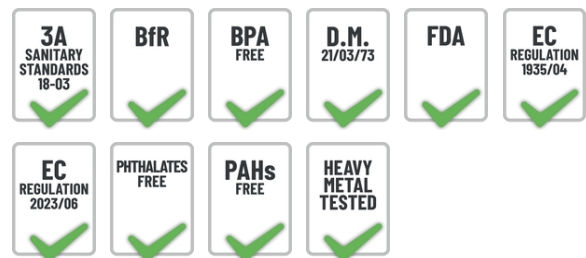 3A
SANITARY
STANDARDS
18-03
BfR
BPA
FREE
D.M.
21/03/73
FDA
EC
REGULATION
1935/04
EC
REGULATION
2023/06
PHTHALATES
FREE
PAHs
FREE
HEAVY
METAL
TESTED